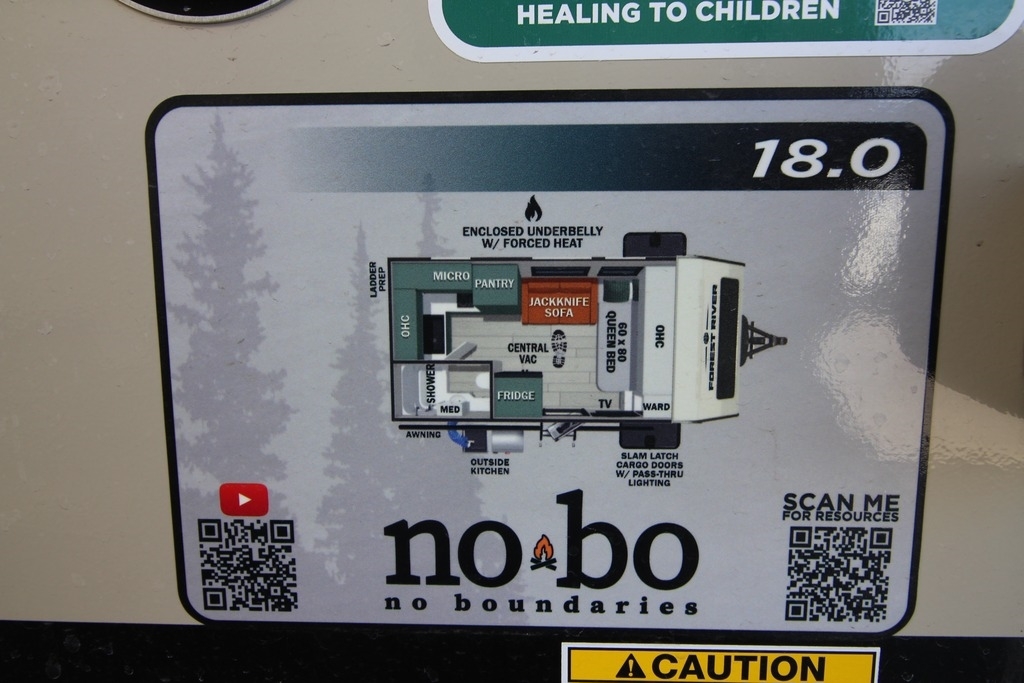 HEALING TO CHILDREN
18.0
ENCLOSED UNDERBELLY
W/ FORCED HEAT
LADDER
PREP
MICRO
PANTRY
JACKKNIFE
SOFA
OHC
60 X 80
QUEEN BED
OHC
FOREST RIVER
CENTRAL
VAC
SHOWER
MED
FRIDGE
TV
WARD
AWNING
OUTSIDE
KITCHEN
SLAM LATCH
CARGO DOORS
W/ PASS-THRU
LIGHTING
SCAN ME
FOR RESOURCES
no bo
no boundaries
CAUTION